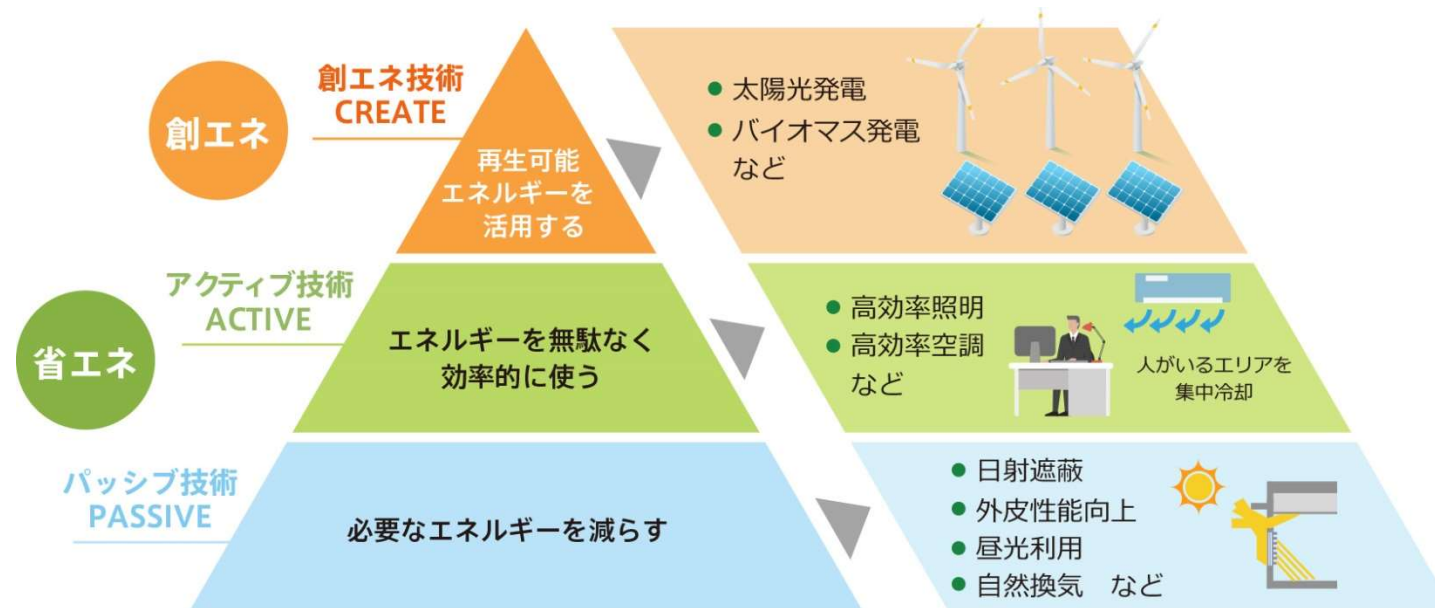 創エネ
創エネ技術
CREATE
再生可能
エネルギーを
活用する
● 太陽光発電
● バイオマス発電
など
省エネ
アクティブ技術
ACTIVE
エネルギーを無駄なく
効率的に使う
● 高効率照明
● 高効率空調
など
人がいるエリアを
集中冷却
パッシブ技術
PASSIVE
必要なエネルギーを減らす
● 日射遮蔽
● 外皮性能向上
● 昼光利用
● 自然換気 など